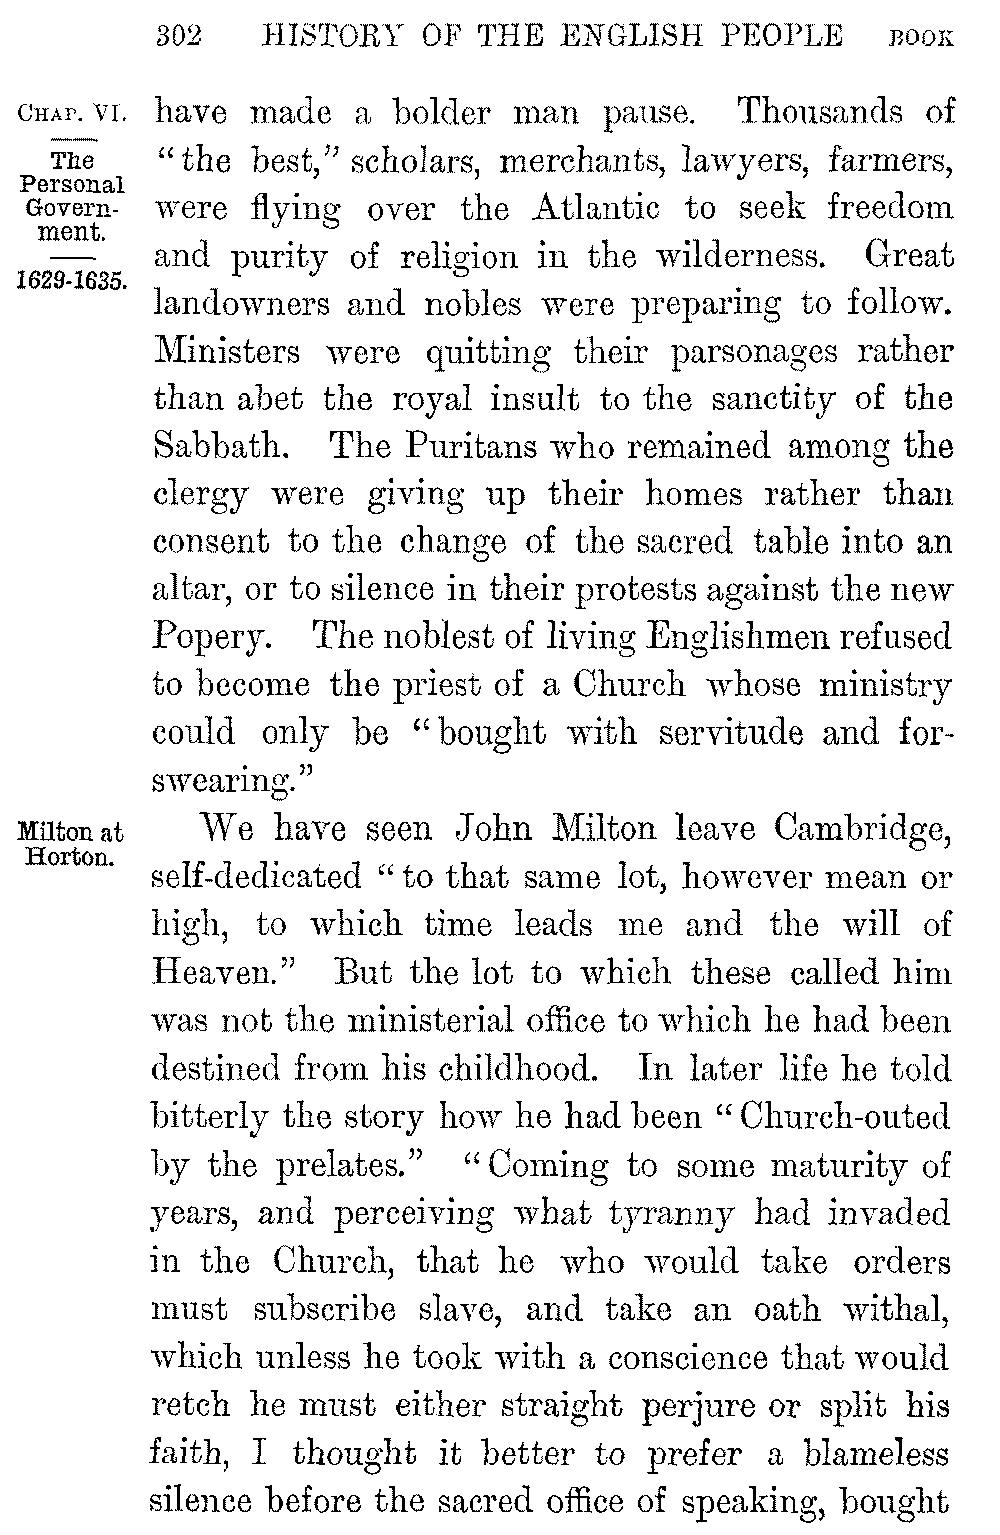 302 HISTORY OF THE ENGLISH PEOPLE BOOK
CHAP. VI.
The
Personal
Govern-
ment.
1629-1635.
have made a bolder man pause. Thousands of
“the best,” scholars, merchants, lawyers, farmers,
were flying over the Atlantic to seek freedom
and purity of religion in the wilderness. Great
landowners and nobles were preparing to follow.
Ministers were quitting their parsonages rather
than abet the royal insult to the sanctity of the
Sabbath. The Puritans who remained among the
clergy were giving up their homes rather than
consent to the change of the sacred table into an
altar, or to silence in their protests against the new
Popery. The noblest of living Englishmen refused
to become the priest of a Church whose ministry
could only be “bought with servitude and for-
swearing.”
Milton at
Horton.
We have seen John Milton leave Cambridge,
self-dedicated “to that same lot, however mean or
high, to which time leads me and the will of
Heaven.” But the lot to which these called him
was not the ministerial office to which he had been
destined from his childhood. In later life he told
bitterly the story how he had been “Church-outed
by the prelates.” “Coming to some maturity of
years, and perceiving what tyranny had invaded
in the Church, that he who would take orders
must subscribe slave, and take an oath withal,
which unless he took with a conscience that would
retch he must either straight perjure or split his
faith, I thought it better to prefer a blameless
silence before the sacred office of speaking, bought